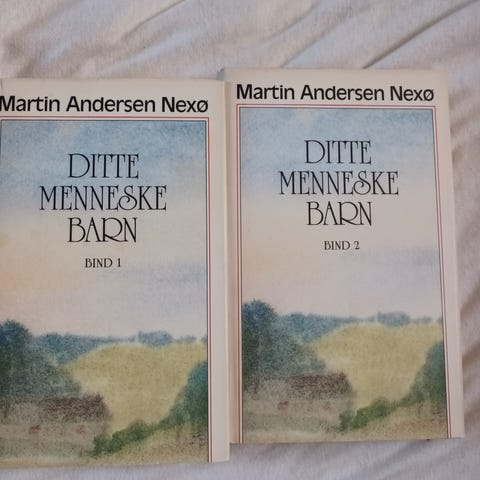 Martin Andersen Nexø
DITTE
MENNESKE
BARN
BIND 1
Martin Andersen Nexø
DITTE
MENNESKE
BARN
BIND 2